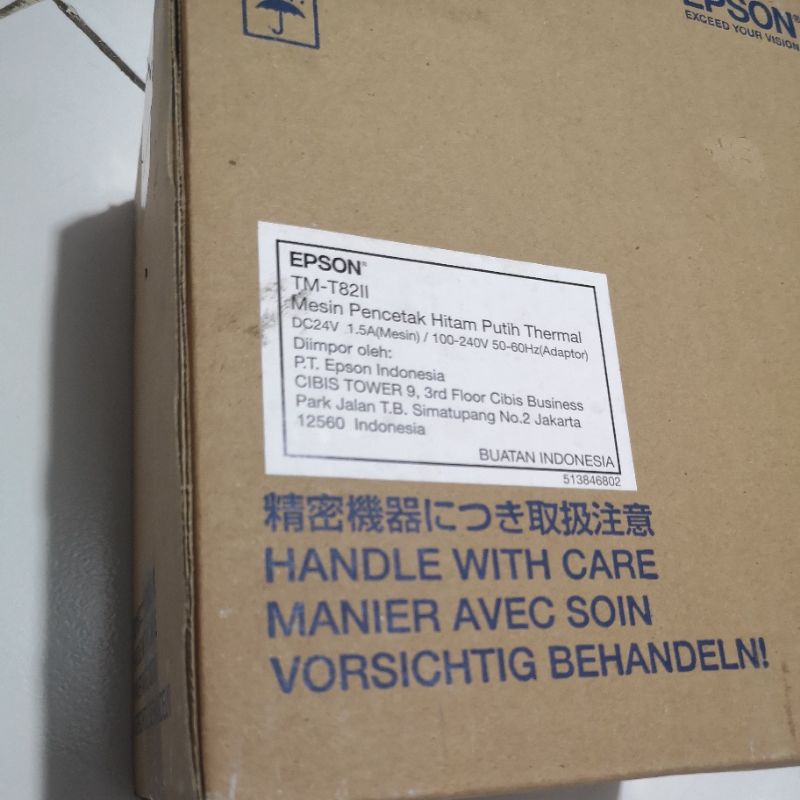 EPSON
EXCEED YOUR VISION
EPSON
TM-T82II
Mesin Pencetak Hitam Putih Thermal
DC24V 1.5A(Mesin) / 100-240V 50-60Hz(Adaptor)
Diimpor oleh:
P.T. Epson Indonesia
CIBIS TOWER 9, 3rd Floor Cibis Business
Park Jalan T.B. Simatupang No.2 Jakarta
12560 Indonesia
BUATAN INDONESIA
513846802
精密機器につき取扱注意
HANDLE WITH CARE
MANIER AVEC SOIN
VORSICHTIG BEHANDELN!